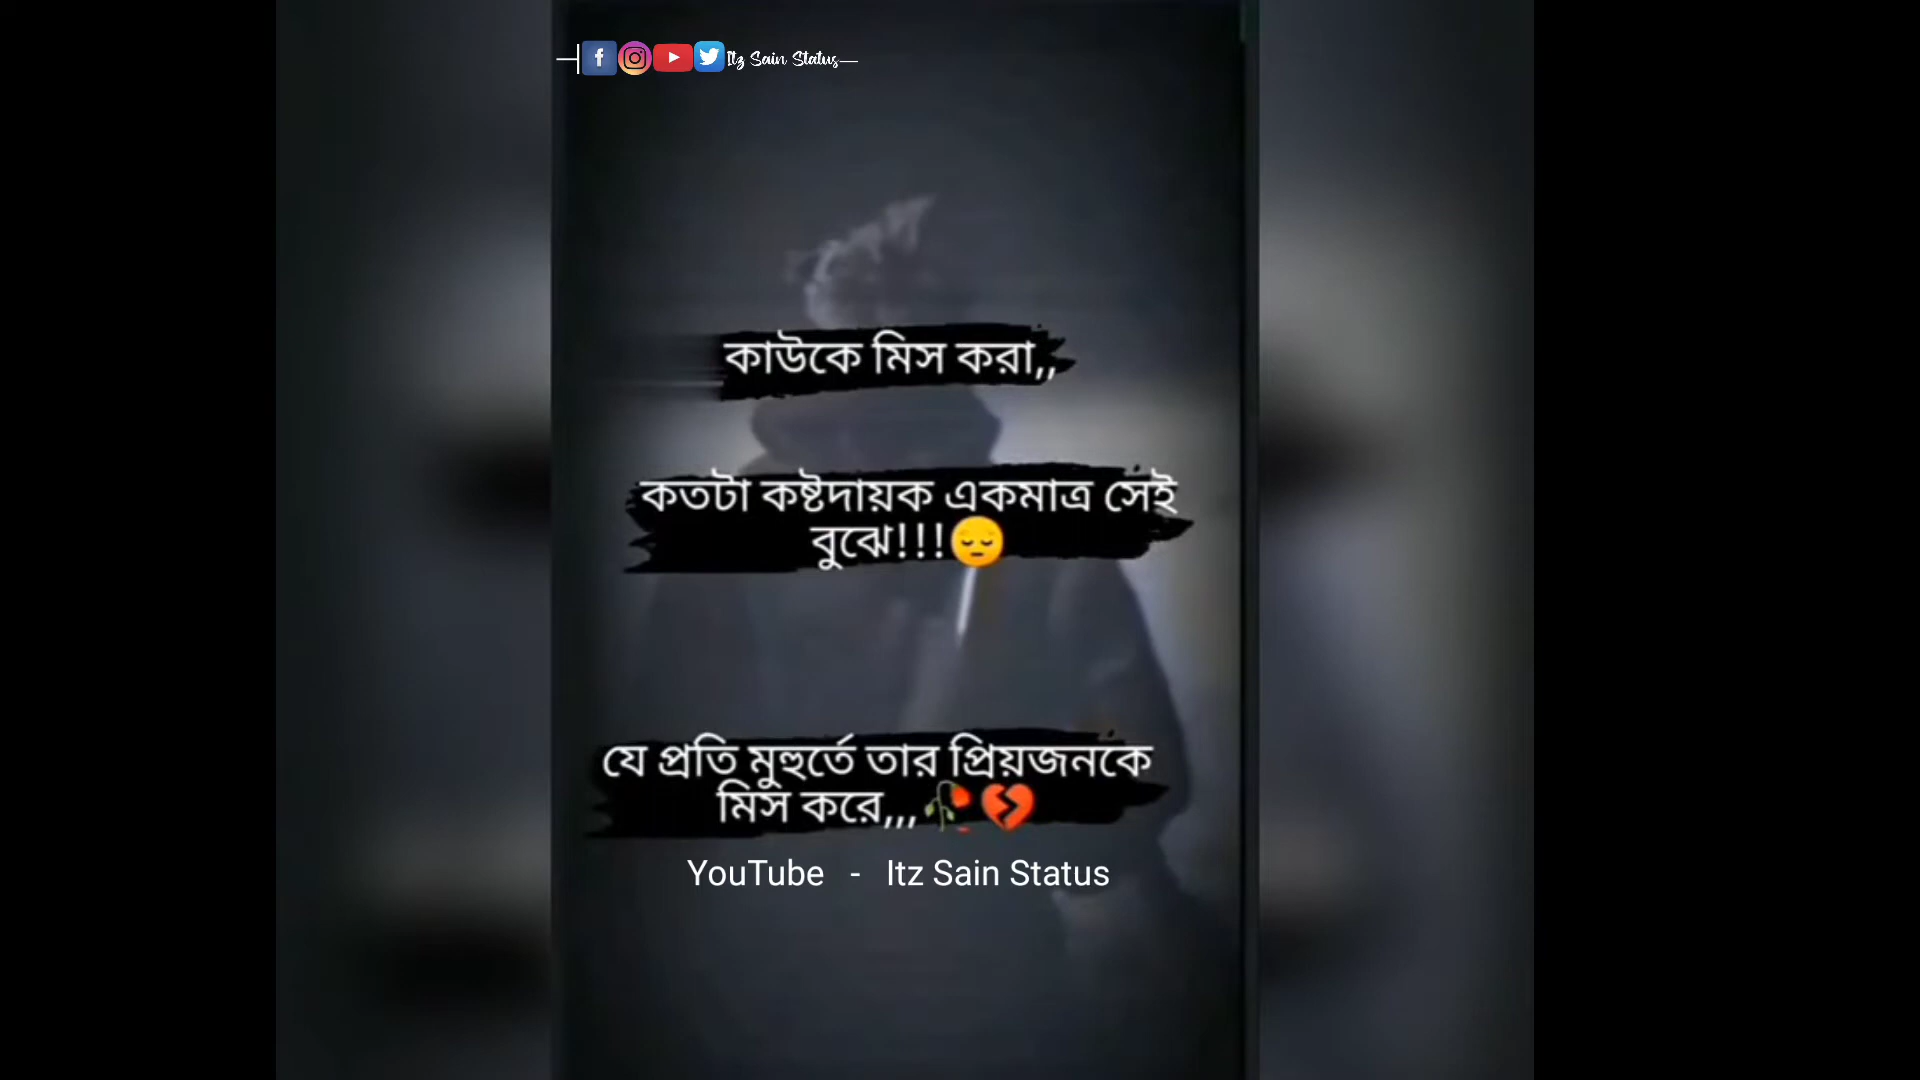 Itz Sain Status
কাউকে মিস করা,,
কতটা কষ্টদায়ক একমাত্র সেই
বুঝে!!!😔
যে প্রতি মুহুর্তে তার প্রিয়জনকে
মিস করে,,,🥀💔
YouTube - Itz Sain Status